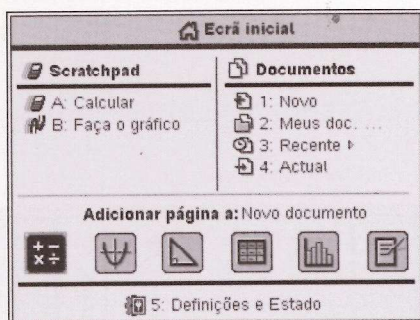 Ecrã inicial
Scratchpad
A: Calcular
B: Faça o gráfico
Documentos
1: Novo
2: Meus doc. ...
3: Recente ▹
4: Actual
Adicionar página a: Novo documento
5: Definições e Estado